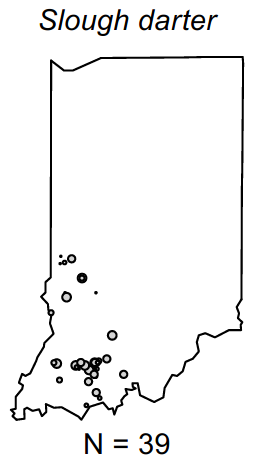 Slough darter
N = 39